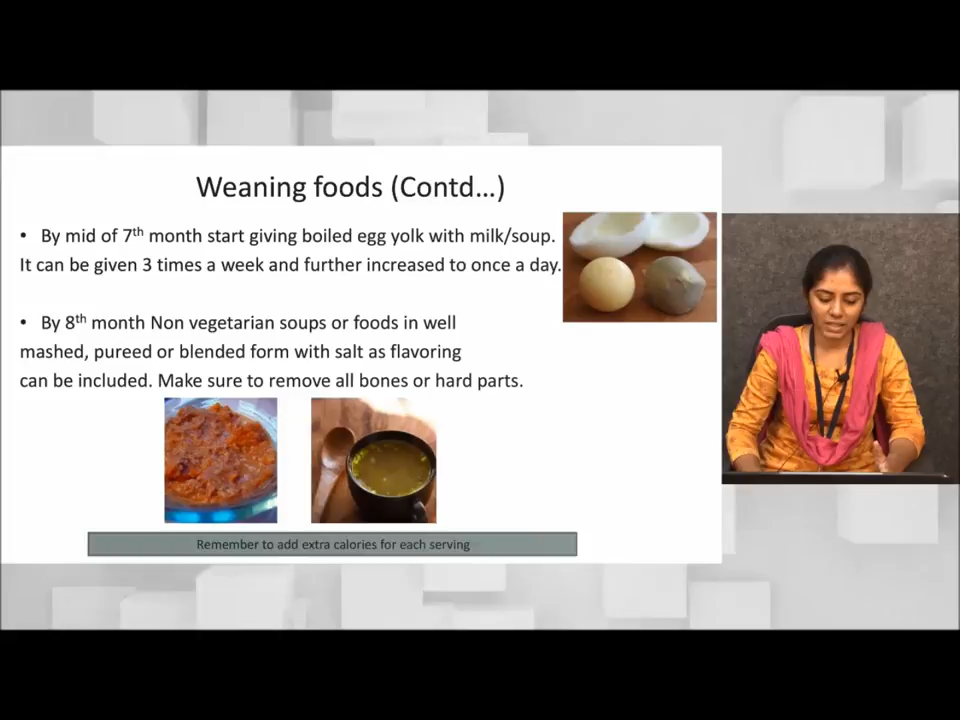 Weaning foods (Contd...)
• By mid of 7th month start giving boiled egg yolk with milk/soup.
It can be given 3 times a week and further increased to once a day.
• By 8th month Non vegetarian soups or foods in well
mashed, pureed or blended form with salt as flavoring
can be included. Make sure to remove all bones or hard parts.
Remember to add extra calories for each serving